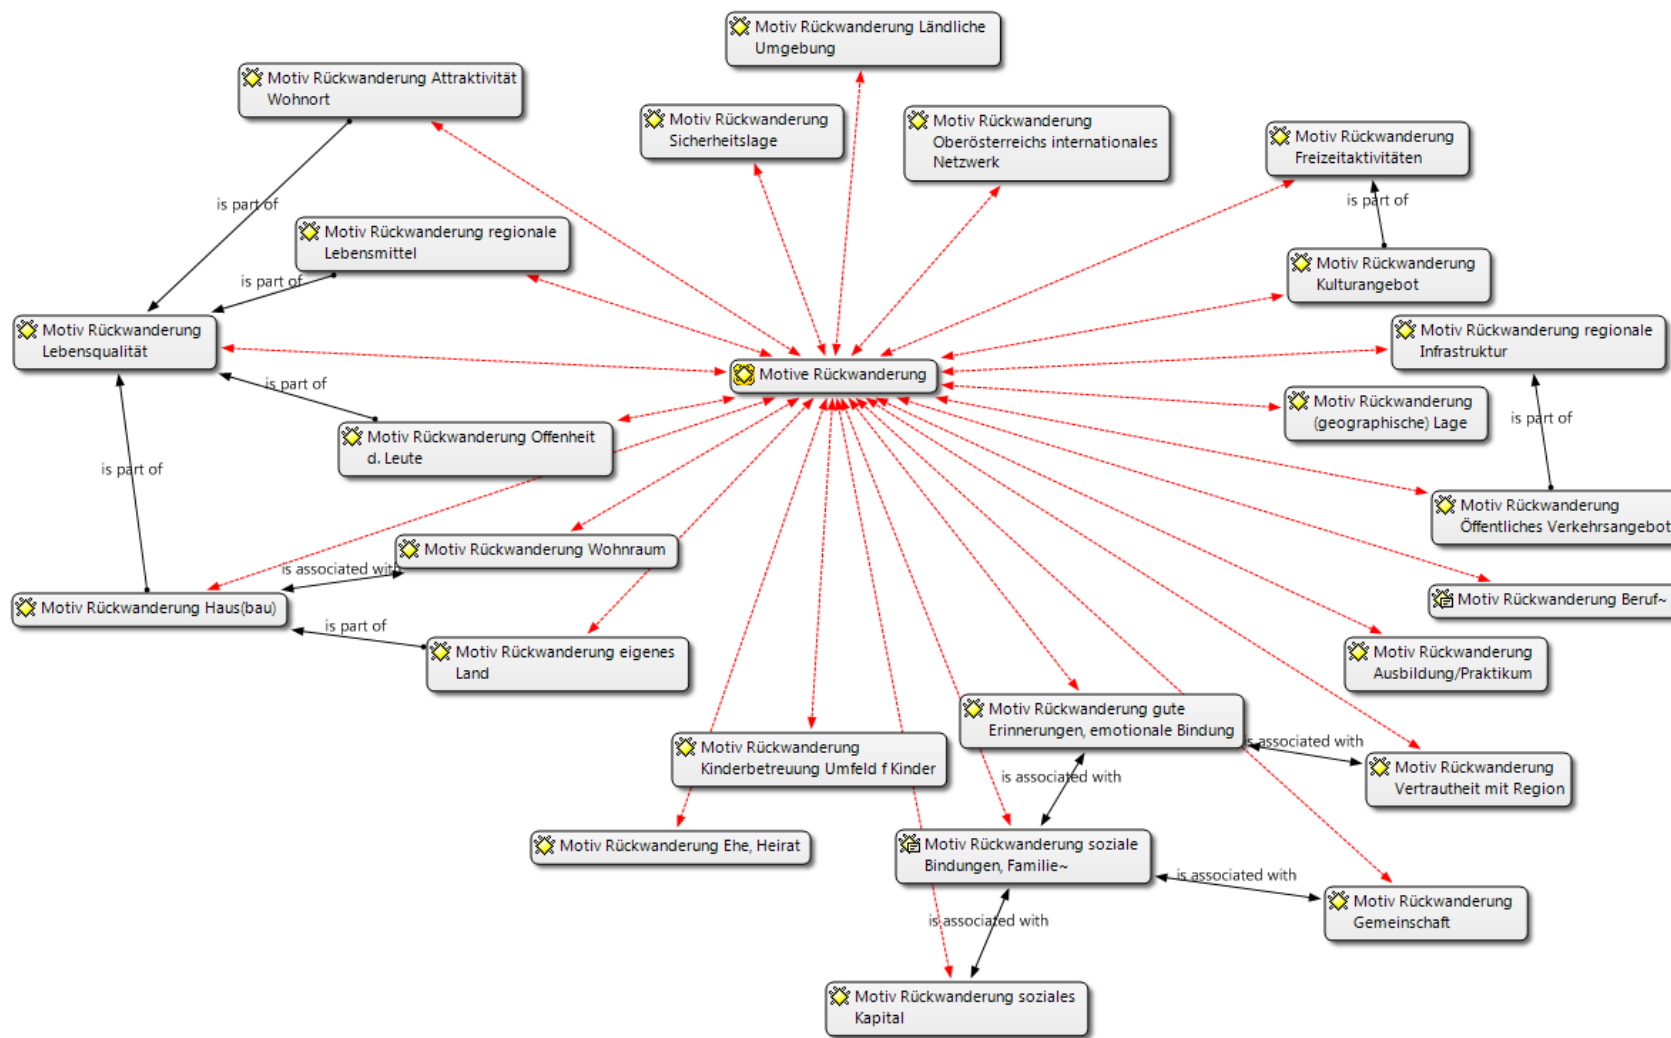 Motiv Rückwanderung Ländliche
Umgebung
Motiv Rückwanderung Attraktivität
Wohnort
Motiv Rückwanderung
Sicherheitslage
Motiv Rückwanderung
Oberösterreichs internationales
Netzwerk
Motiv Rückwanderung
Freizeitaktivitäten
is part of
is part of
Motiv Rückwanderung regionale
Lebensmittel
Motiv Rückwanderung
Kulturangebot
is part of
Motiv Rückwanderung
Lebensqualität
Motiv Rückwanderung regionale
Infrastruktur
Motive Rückwanderung
is part of
Motiv Rückwanderung
(geographische) Lage
is part of
Motiv Rückwanderung Offenheit
d. Leute
is part of
Motiv Rückwanderung
Öffentliches Verkehrsangebot
Motiv Rückwanderung Wohnraum
is associated with
Motiv Rückwanderung Haus(bau)
Motiv Rückwanderung Beruf~
is part of
Motiv Rückwanderung eigenes
Land
Motiv Rückwanderung
Ausbildung/Praktikum
Motiv Rückwanderung gute
Erinnerungen, emotionale Bindung
is associated with
Motiv Rückwanderung
Kinderbetreuung Umfeld f Kinder
is associated with
Motiv Rückwanderung
Vertrautheit mit Region
Motiv Rückwanderung Ehe, Heirat
Motiv Rückwanderung soziale
Bindungen, Familie~
is associated with
Motiv Rückwanderung
Gemeinschaft
is associated with
Motiv Rückwanderung soziales
Kapital